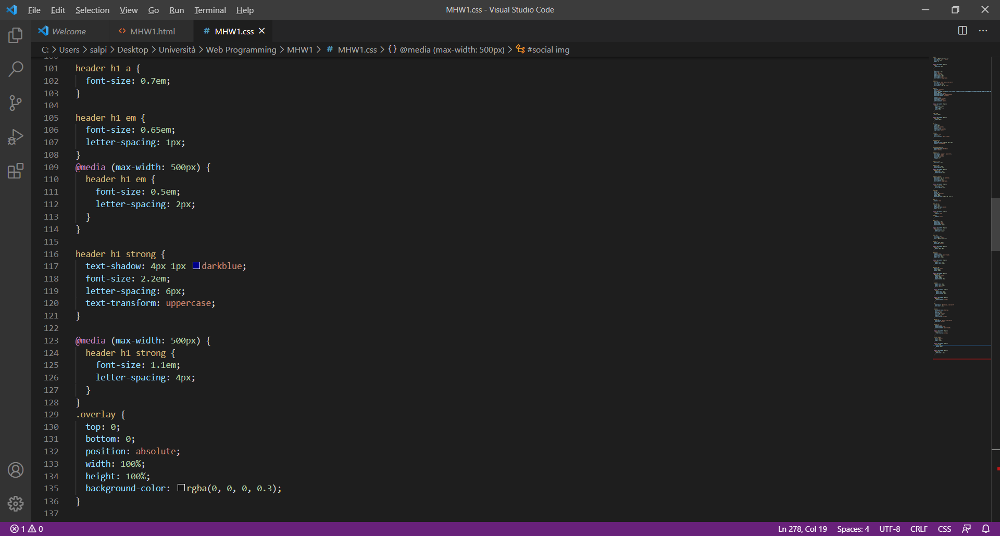 File Edit Selection View Go Run Terminal Help MHW1.css - Visual Studio Code
Welcome <> MHW1.html # MHW1.css
C: > Users > salpi > Desktop > Università > Web Programming > MHW1 > # MHW1.css > {} @media (max-width: 500px) > #social img
101 header h1 a {
102 font-size: 0.7em;
103 }
104
105 header h1 em {
106 font-size: 0.65em;
107 letter-spacing: 1px;
108 }
109 @media (max-width: 500px) {
110 header h1 em {
111 font-size: 0.5em;
112 letter-spacing: 2px;
113 }
114 }
115
116 header h1 strong {
117 text-shadow: 4px 1px darkblue;
118 font-size: 2.2em;
119 letter-spacing: 6px;
120 text-transform: uppercase;
121 }
122
123 @media (max-width: 500px) {
124 header h1 strong {
125 font-size: 1.1em;
126 letter-spacing: 4px;
127 }
128 }
129 .overlay {
130 top: 0;
131 bottom: 0;
132 position: absolute;
133 width: 100%;
134 height: 100%;
135 background-color: rgba(0, 0, 0, 0.3);
136 }
137
1 0 Ln 278, Col 19 Spaces: 4 UTF-8 CRLF CSS